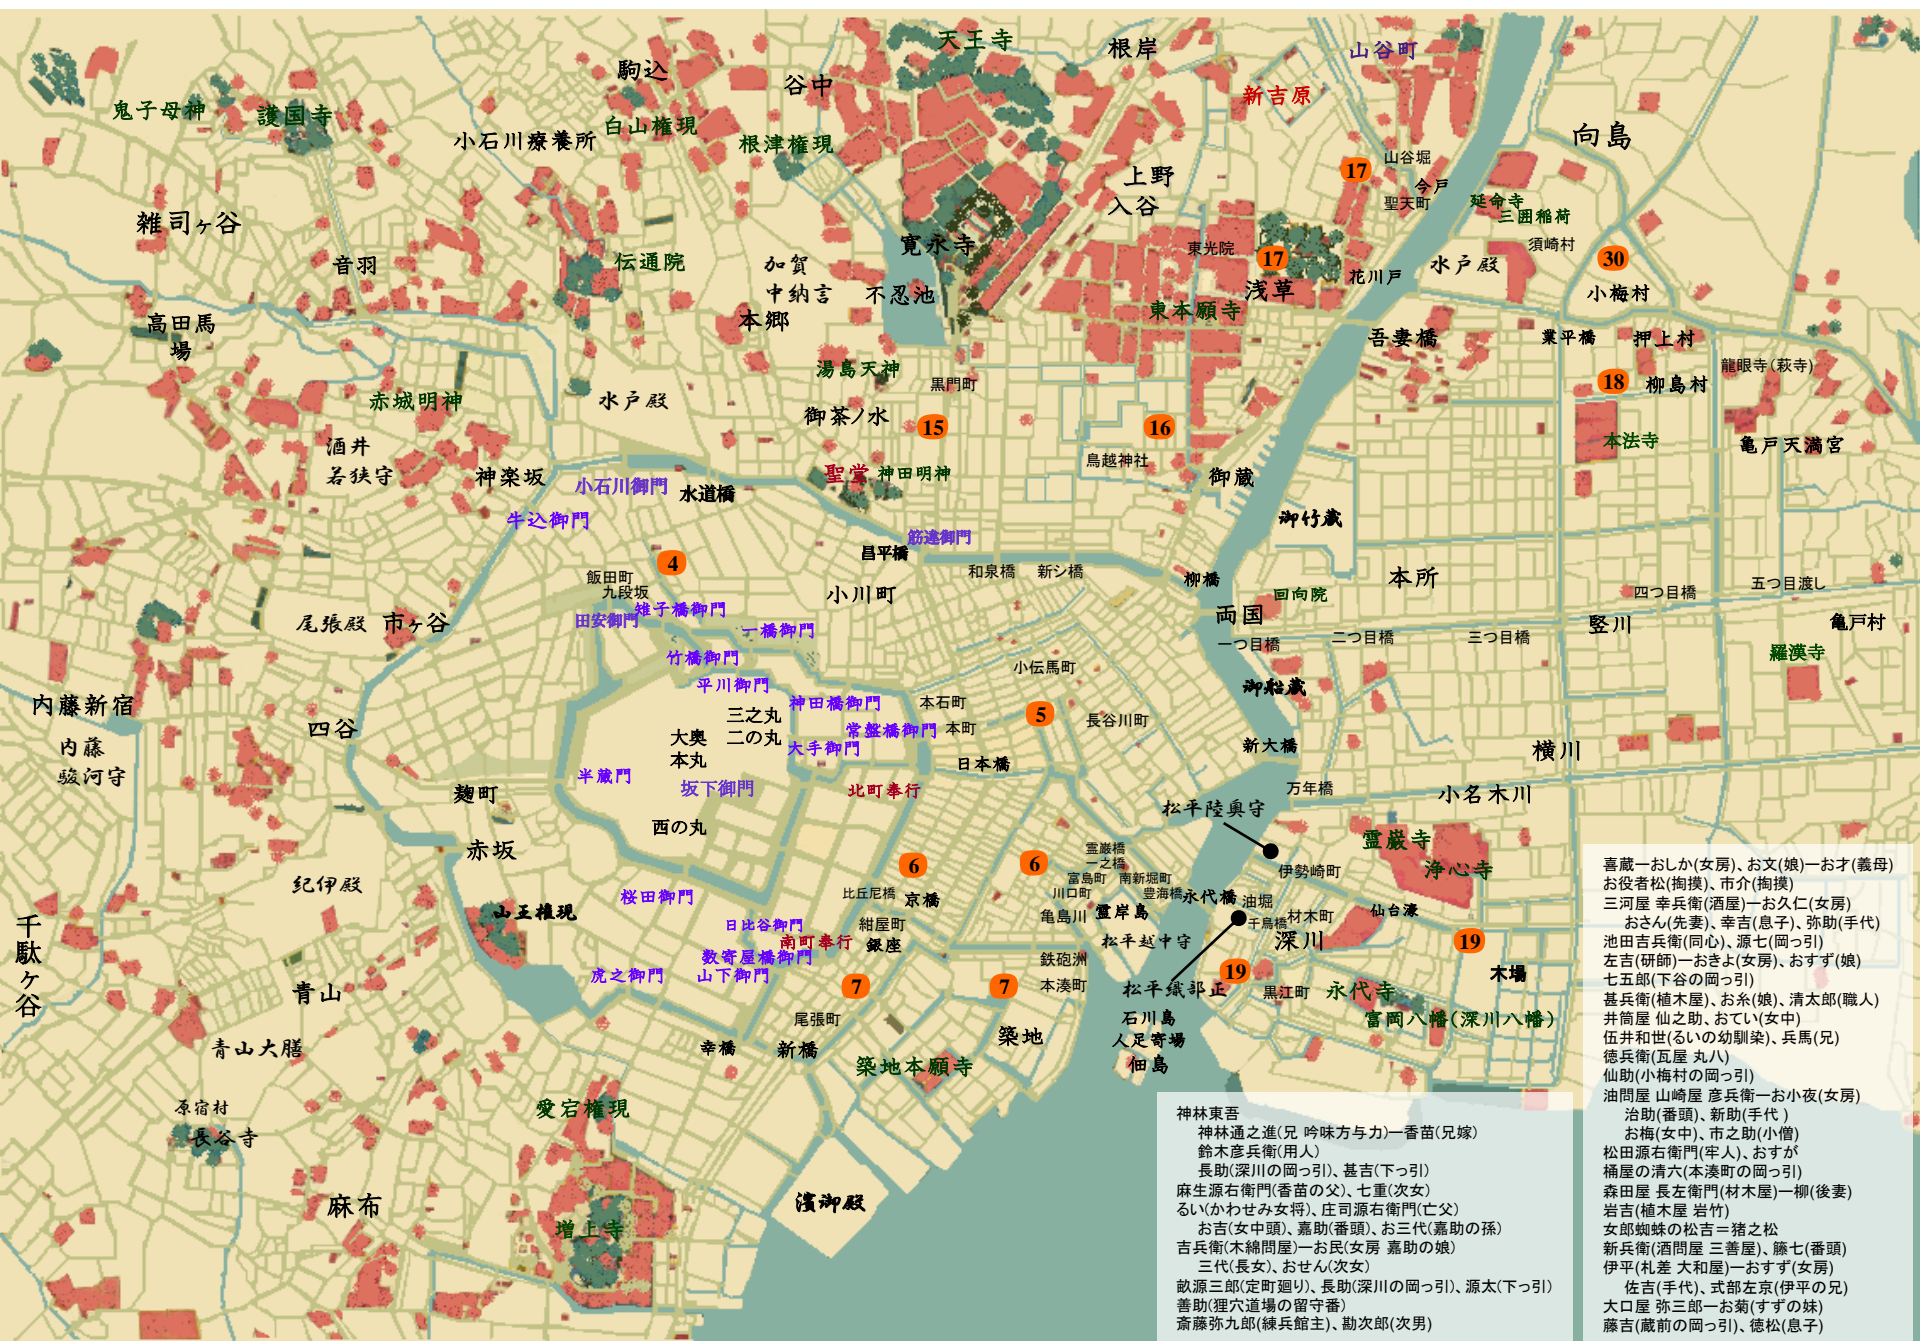 天王寺
根岸
山谷町
駒込
谷中
新吉原
鬼子母神
護国寺
白山権現
小石川療養所
根津権現
向島
17
山谷堀
今戸
聖天町
上野
入谷
延命寺
三囲稲荷
雑司ヶ谷
寛永寺
東光院
須崎村
音羽
伝通院
加賀
中納言
不忍池
17
浅草
花川戸
水戸殿
30
小梅村
高田馬
場
本郷
東本願寺
吾妻橋
業平橋
押上村
湯島天神
黒門町
龍眼寺(萩寺)
18
柳島村
赤城明神
水戸殿
御茶ノ水
15
16
本法寺
亀戸天満宮
酒井
若狭守
神楽坂
小石川御門
水道橋
聖堂
神田明神
鳥越神社
御蔵
牛込御門
御竹蔵
筋違御門
昌平橋
4
飯田町
九段坂
和泉橋
新シ橋
柳橋
本所
四つ目橋
五つ目渡し
小川町
回向院
尾張殿
市ヶ谷
田安御門
雉子橋御門
一橋御門
両国
竪川
亀戸村
一つ目橋
二つ目橋
三つ目橋
竹橋御門
小伝馬町
羅漢寺
平川御門
御船蔵
内藤新宿
神田橋御門
本石町
四谷
三之丸
5
長谷川町
大奥
二の丸
常盤橋御門
本町
内藤
駿河守
本丸
大手御門
新大橋
横川
日本橋
半蔵門
坂下御門
北町奉行
万年橋
麹町
小名木川
松平陸奥守
西の丸
赤坂
霊巌橋
一之橋
霊巌寺
6
6
浄心寺
伊勢崎町
紀伊殿
富島町
南新堀町
桜田御門
比丘尼橋
京橋
川口町
豊海橋
永代橋
油堀
山王権現
亀島川
霊岸島
材木町
仙台濠
千鳥橋
日比谷御門
紺屋町
千駄ヶ谷
南町奉行
銀座
松平越中守
深川
19
数寄屋橋御門
鉄砲洲
虎之御門
山下御門
19
木場
7
7
本湊町
松平織部正
黒江町
永代寺
青山
尾張町
石川島
富岡八幡(深川八幡)
人足寄場
築地
青山大膳
幸橋
新橋
佃島
築地本願寺
原宿村
愛宕権現
長谷寺
麻布
濱御殿
増上寺
神林東吾
神林通之進(兄 吟味方与力)ー香苗(兄嫁)
鈴木彦兵衛(用人)
長助(深川の岡っ引)、甚吉(下っ引)
麻生源右衛門(香苗の父)、七重(次女)
るい(かわせみ女将)、庄司源右衛門(亡父)
お吉(女中頭)、嘉助(番頭)、お三代(嘉助の孫)
吉兵衛(木綿問屋)ーお民(女房 嘉助の娘)
三代(長女)、おせん(次女)
畝源三郎(定町廻り)、長助(深川の岡っ引)、源太(下っ引)
善助(狸穴道場の留守番)
斎藤弥九郎(練兵館主)、勘次郎(次男)
喜蔵ーおしか(女房)、お文(娘)ーお才(義母)
お役者松(掏摸)、市介(掏摸)
三河屋 幸兵衛(酒屋)ーお久仁(女房)
おさん(先妻)、幸吉(息子)、弥助(手代)
池田吉兵衛(同心)、源七(岡っ引)
左吉(研師)ーおきよ(女房)、おすず(娘)
七五郎(下谷の岡っ引)
甚兵衛(植木屋)、お糸(娘)、清太郎(職人)
井筒屋 仙之助、おてい(女中)
伍井和世(るいの幼馴染)、兵馬(兄)
徳兵衛(瓦屋 丸八)
仙助(小梅村の岡っ引)
油問屋 山崎屋 彦兵衛ーお小夜(女房)
治助(番頭)、新助(手代 )
お梅(女中)、市之助(小僧)
松田源右衛門(牢人)、おすが
桶屋の清六(本湊町の岡っ引)
森田屋 長左衛門(材木屋)ー柳(後妻)
岩吉(植木屋 岩竹)
女郎蜘蛛の松吉＝猪之松
新兵衛(酒問屋 三善屋)、籐七(番頭)
伊平(札差 大和屋)ーおすず(女房)
佐吉(手代)、式部左京(伊平の兄)
大口屋 弥三郎ーお菊(すずの妹)
藤吉(蔵前の岡っ引)、徳松(息子)